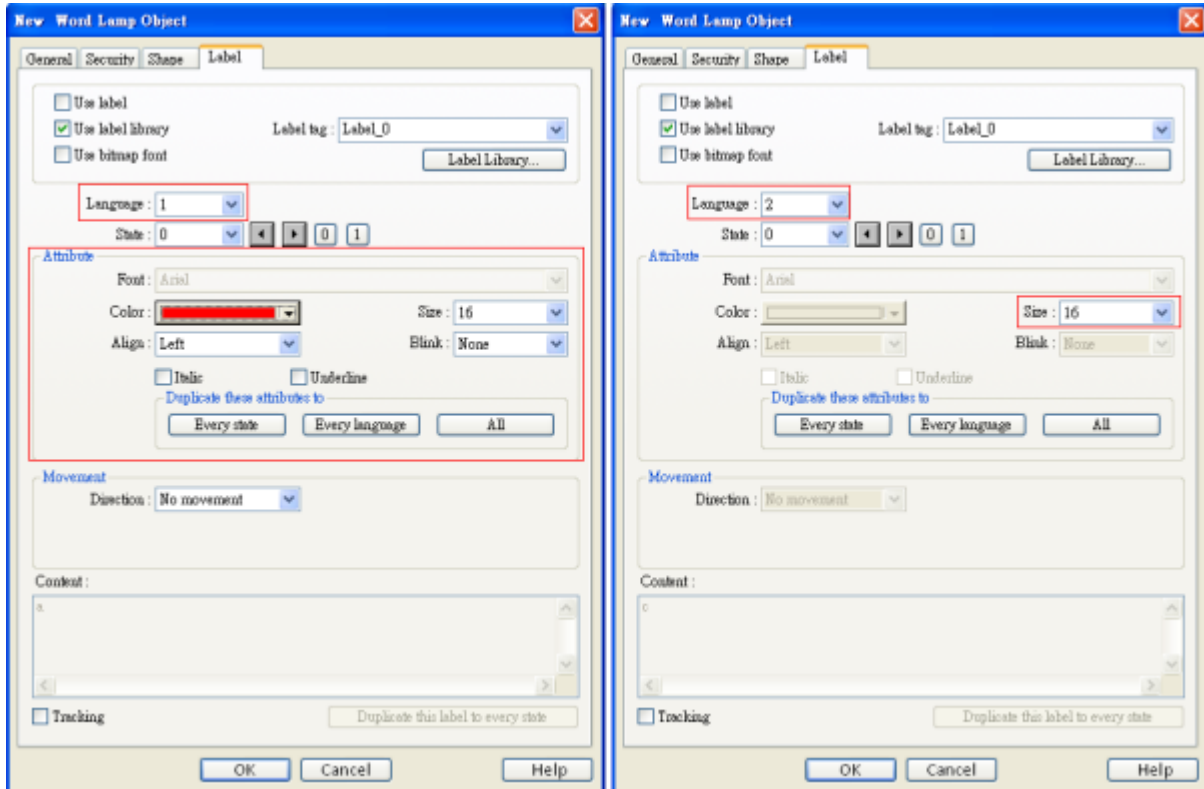 New Word Lamp Object
General Security Shape Label
Use label
Use label library Label tag : Label_0
Use bitmap font Label Library...
Language : 1
State : 0 0 1
Attribute
Font : Arial
Color : Size : 16
Align : Left Blink : None
Italic Underline
Duplicate these attributes to
Every state Every language All
Movement
Direction : No movement
Content :
a
Tracking Duplicate this label to every state
OK Cancel Help
New Word Lamp Object
General Security Shape Label
Use label
Use label library Label tag : Label_0
Use bitmap font Label Library...
Language : 2
State : 0 0 1
Attribute
Font : Arial
Color : Size : 16
Align : Left Blink : None
Italic Underline
Duplicate these attributes to
Every state Every language All
Movement
Direction : No movement
Content :
c
Tracking Duplicate this label to every state
OK Cancel Help